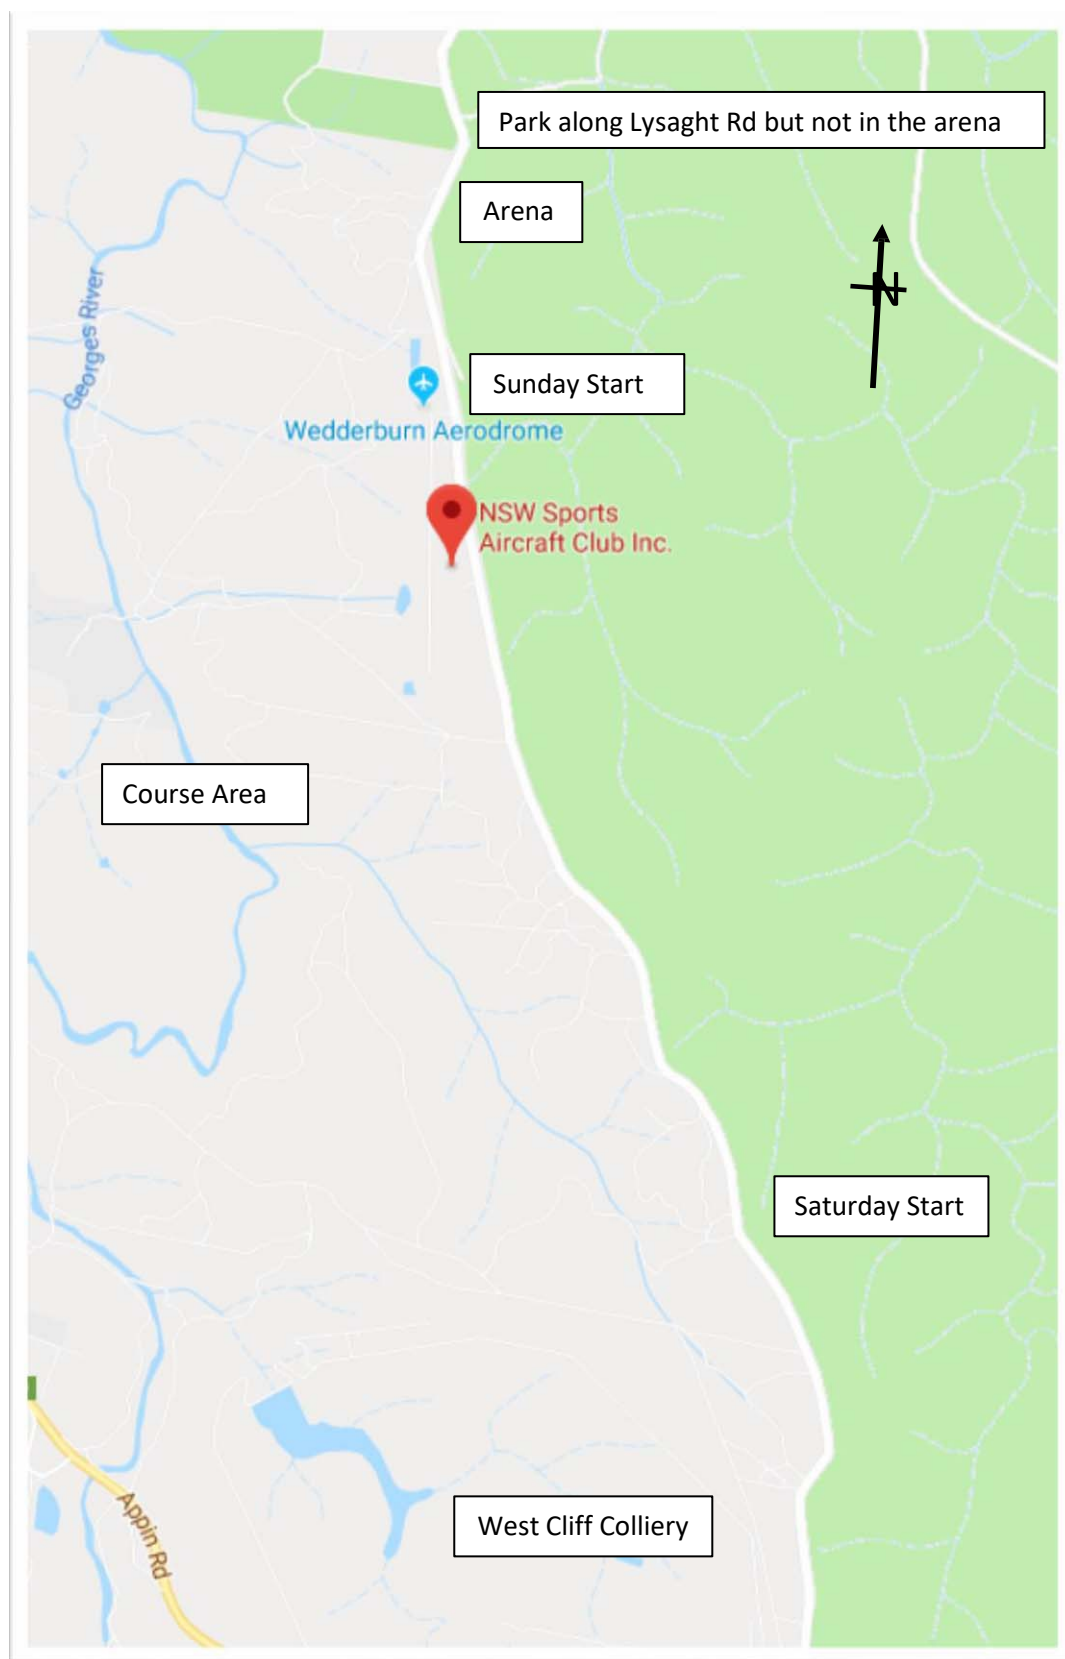 Park along Lysaght Rd but not in the arena
Arena
N
Georges River
Sunday Start
Wedderburn Aerodrome
NSW Sports
Aircraft Club Inc.
Course Area
Saturday Start
West Cliff Colliery
Appin Rd